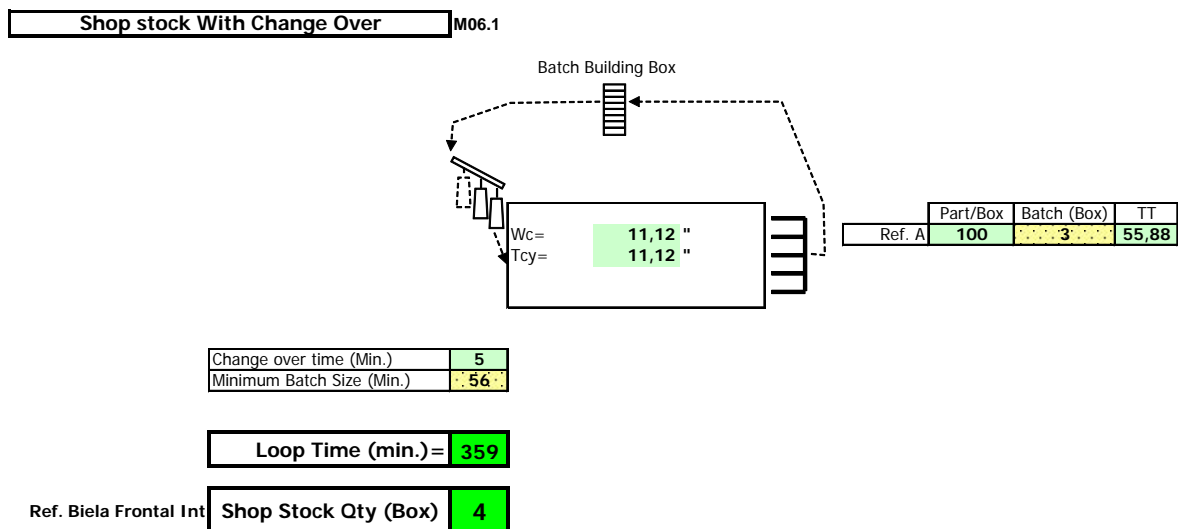 Shop stock With Change Over M06.1
Batch Building Box
Part/Box Batch (Box) TT
Ref. A 100 3 55,88
Wc= 11,12 "
Tcy= 11,12 "
Change over time (Min.) 5
Minimum Batch Size (Min.) 56
Loop Time (min.)= 359
Ref. Biela Frontal Int Shop Stock Qty (Box) 4